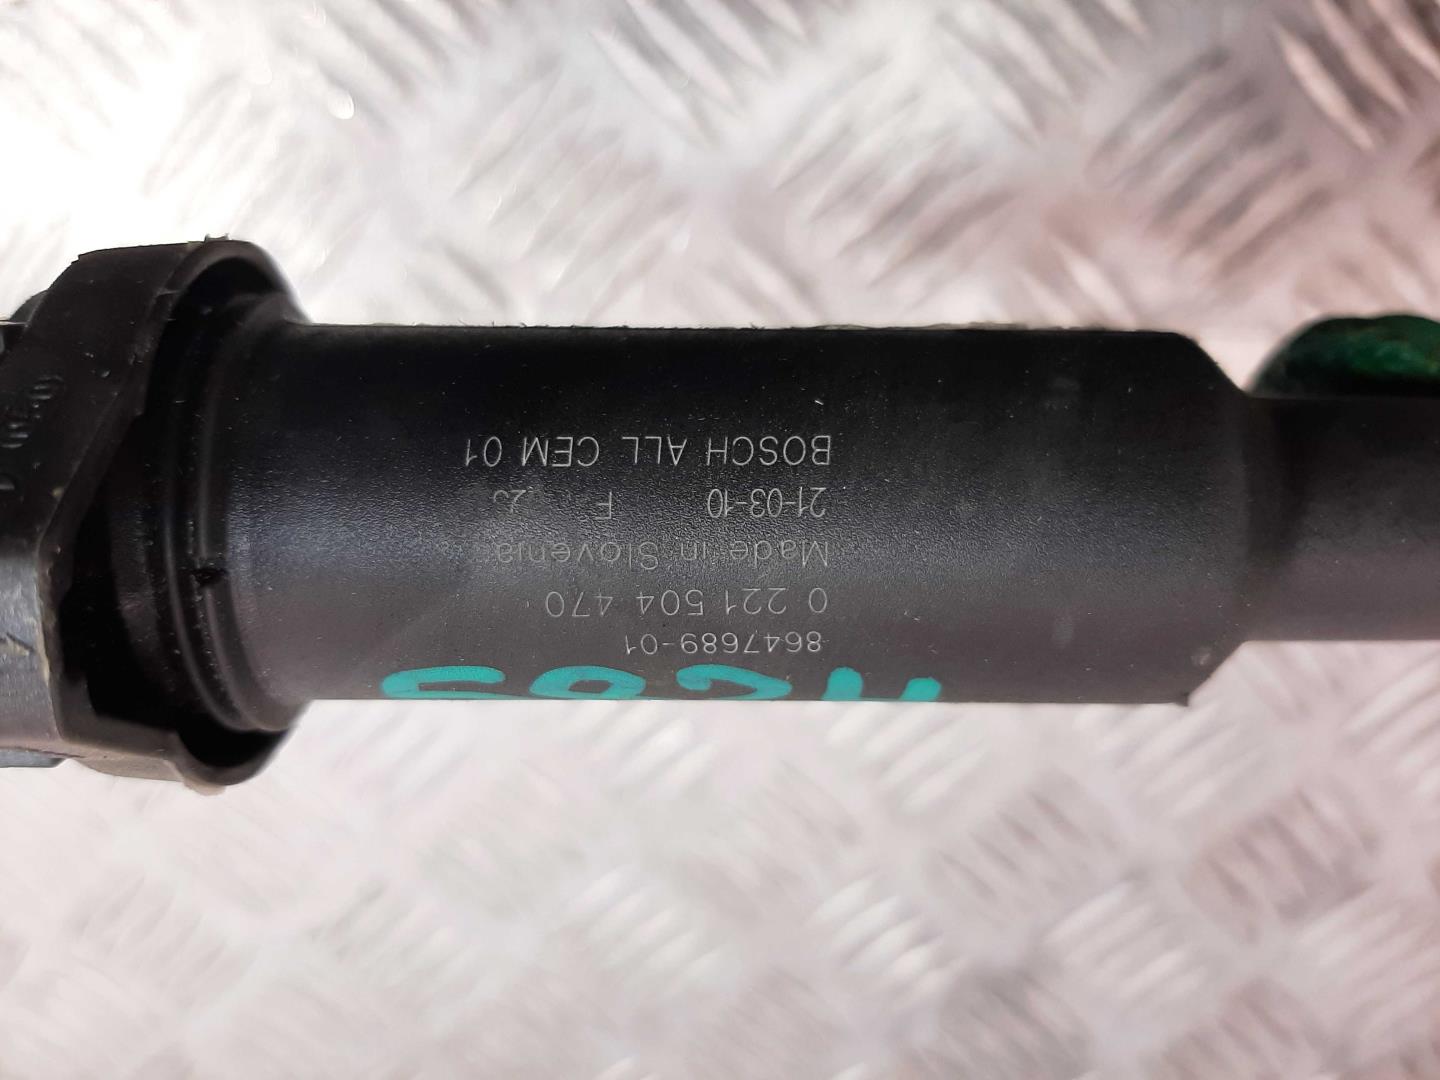 8647689-01
0 221 504 470
Made in Slovenia
21-03-10 F
BOSCH ALL CEM 01